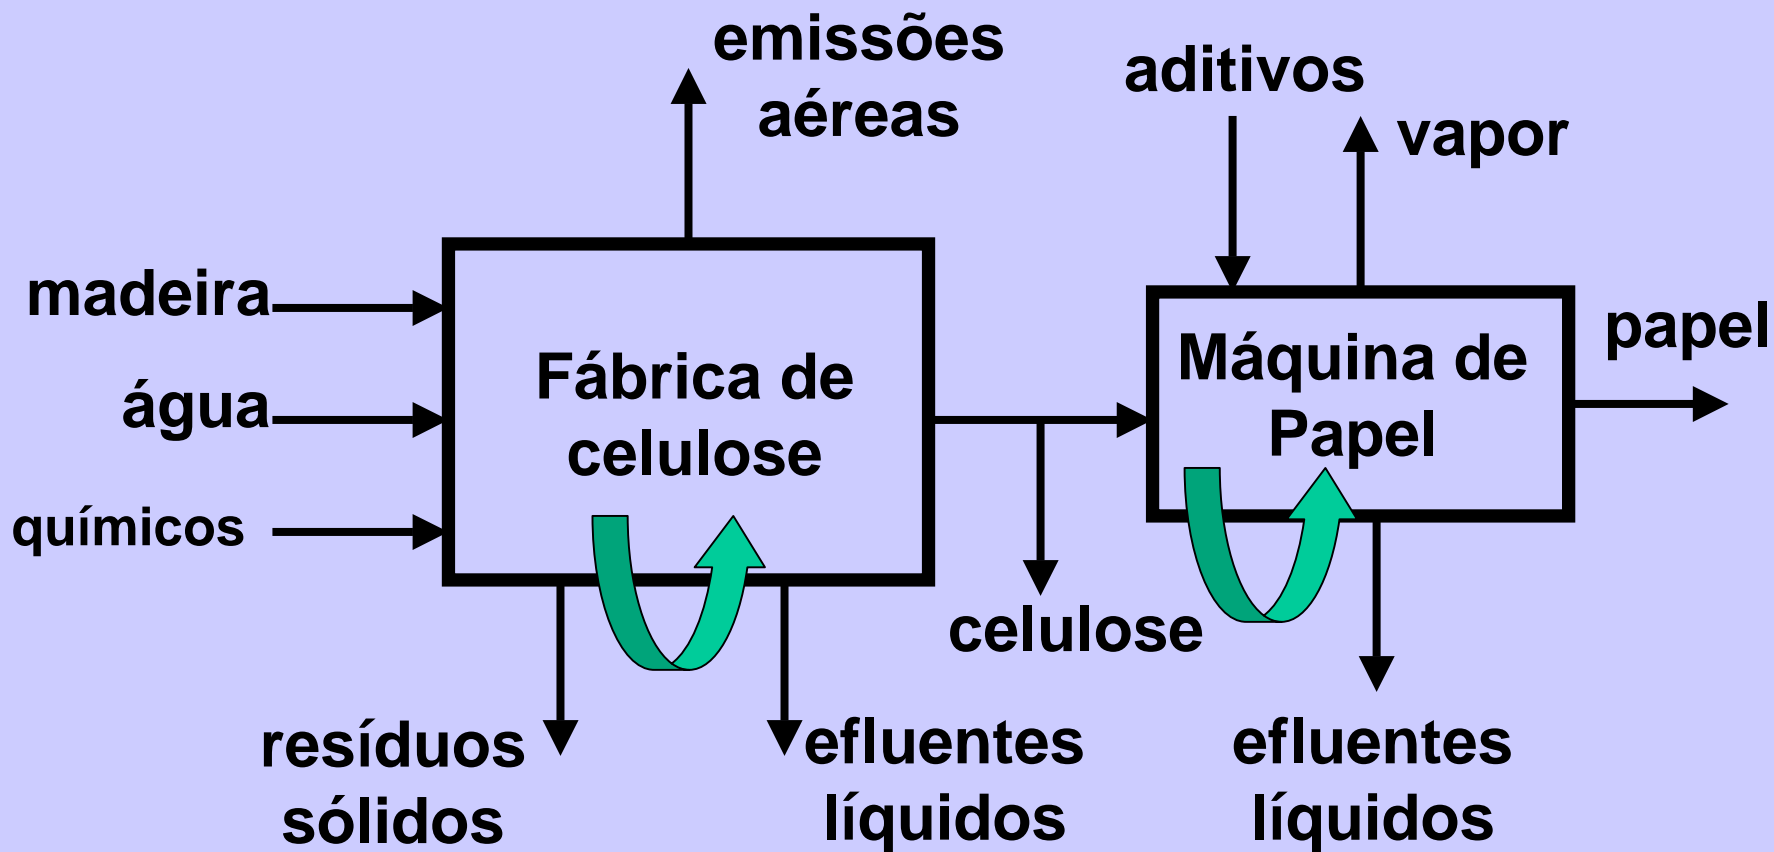 emissões
aéreas
aditivos
vapor
madeira
água
químicos
Fábrica de
celulose
Máquina de
Papel
papel
celulose
resíduos
sólidos
efluentes
líquidos
efluentes
líquidos